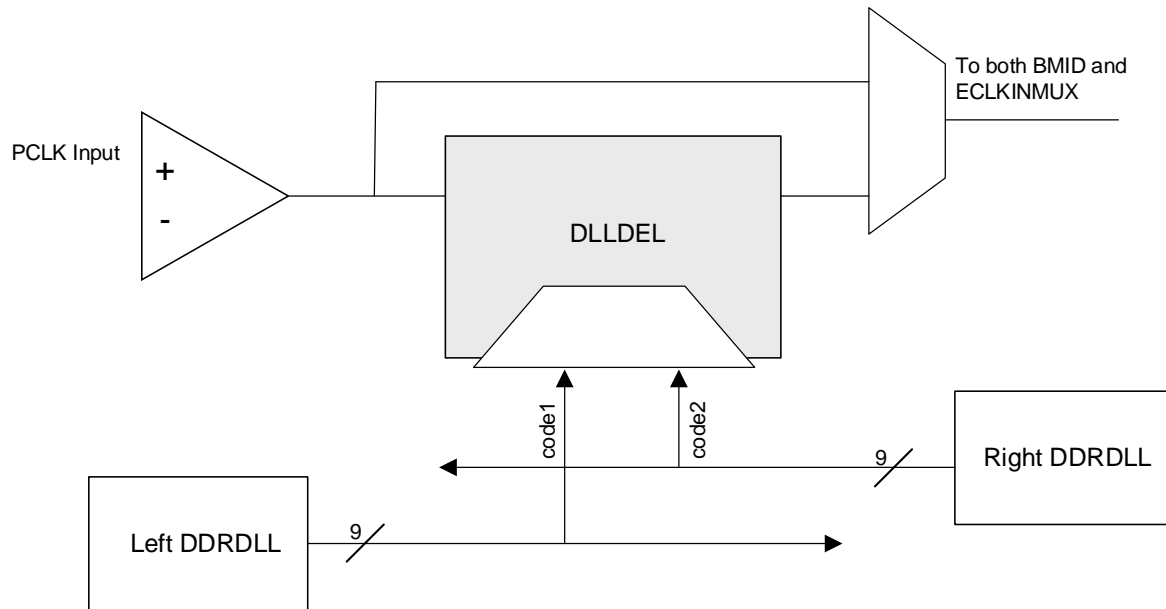 To both BMID and
ECLKINMUX
PCLK Input
+
-
DLLDEL
code1
code2
9
Right DDRDLL
9
Left DDRDLL